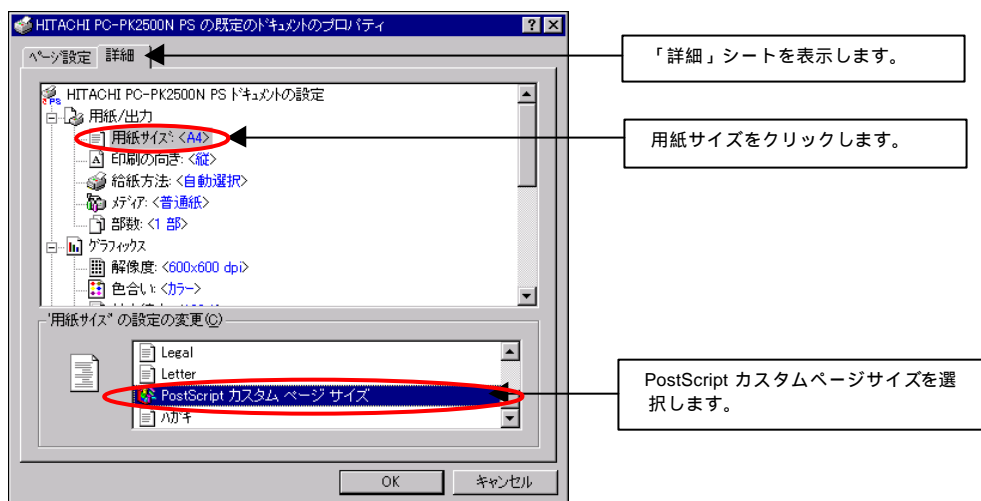 HITACHI PC-PK2500N PS の既定のドキュメントのプロパティ
ページ設定 詳細
「詳細」シートを表示します。
HITACHI PC-PK2500N PS ドキュメントの設定
用紙/出力
用紙サイズ: <A4>
用紙サイズをクリックします。
印刷の向き: <縦>
給紙方法: <自動選択>
メディア: <普通紙>
部数: <1 部>
グラフィックス
解像度: <600x600 dpi>
色合い: <カラー>
'用紙サイズ' の設定の変更(C)
Legal
Letter
PostScript カスタム ページ サイズ
ハガキ
PostScript カスタムページサイズを選
択します。
OK キャンセル